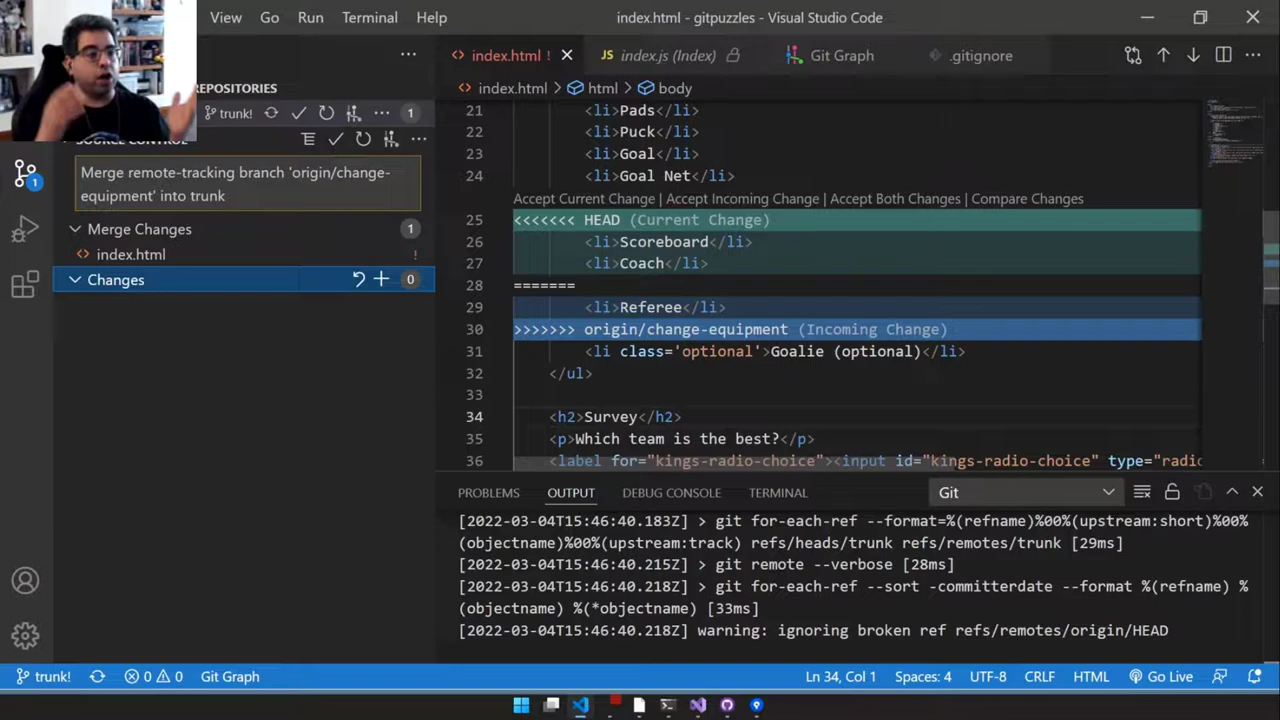 View Go Run Terminal Help
index.html - gitpuzzles - Visual Studio Code
index.html !
JS index.js (Index)
Git Graph
.gitignore
REPOSITORIES
trunk! 1
index.html > html > body
Merge remote-tracking branch 'origin/change-
equipment' into trunk
1
Merge Changes 1
index.html !
Changes 0
21 <li>Pads</li>
22 <li>Puck</li>
23 <li>Goal</li>
24 <li>Goal Net</li>
Accept Current Change | Accept Incoming Change | Accept Both Changes | Compare Changes
25 <<<<<<< HEAD (Current Change)
26 <li>Scoreboard</li>
27 <li>Coach</li>
28 =======
29 <li>Referee</li>
30 >>>>>>> origin/change-equipment (Incoming Change)
31 <li class='optional'>Goalie (optional)</li>
32 </ul>
33
34 <h2>Survey</h2>
35 <p>Which team is the best?</p>
36 <label for="kings-radio-choice"><input id="kings-radio-choice" type="radio
PROBLEMS OUTPUT DEBUG CONSOLE TERMINAL Git
[2022-03-04T15:46:40.183Z] > git for-each-ref --format=%(refname)%00%(upstream:short)%00%
(objectname)%00%(upstream:track) refs/heads/trunk refs/remotes/trunk [29ms]
[2022-03-04T15:46:40.215Z] > git remote --verbose [28ms]
[2022-03-04T15:46:40.218Z] > git for-each-ref --sort -committerdate --format %(refname) %
(objectname) %(*objectname) [33ms]
[2022-03-04T15:46:40.218Z] warning: ignoring broken ref refs/remotes/origin/HEAD
trunk! 0 0 Git Graph Ln 34, Col 1 Spaces: 4 UTF-8 CRLF HTML Go Live